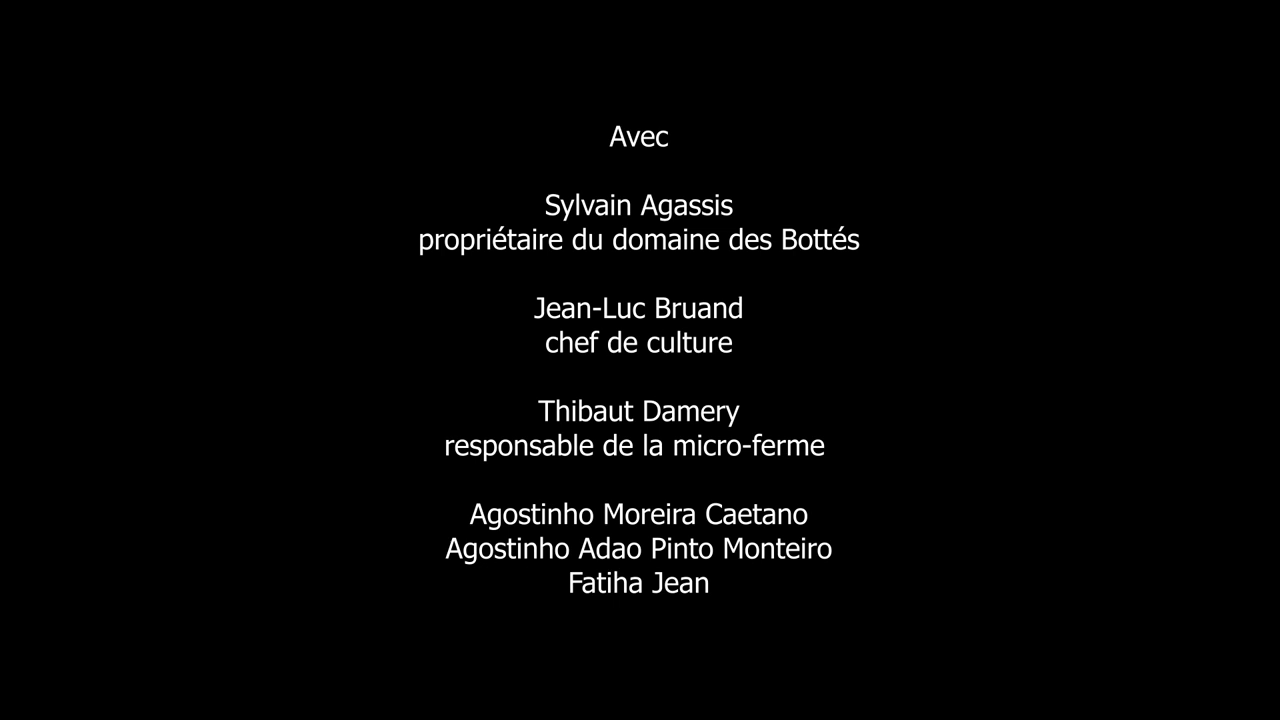 Avec
Sylvain Agassis
propriétaire du domaine des Bottés
Jean-Luc Bruand
chef de culture
Thibaut Damery
responsable de la micro-ferme
Agostinho Moreira Caetano
Agostinho Adao Pinto Monteiro
Fatiha Jean